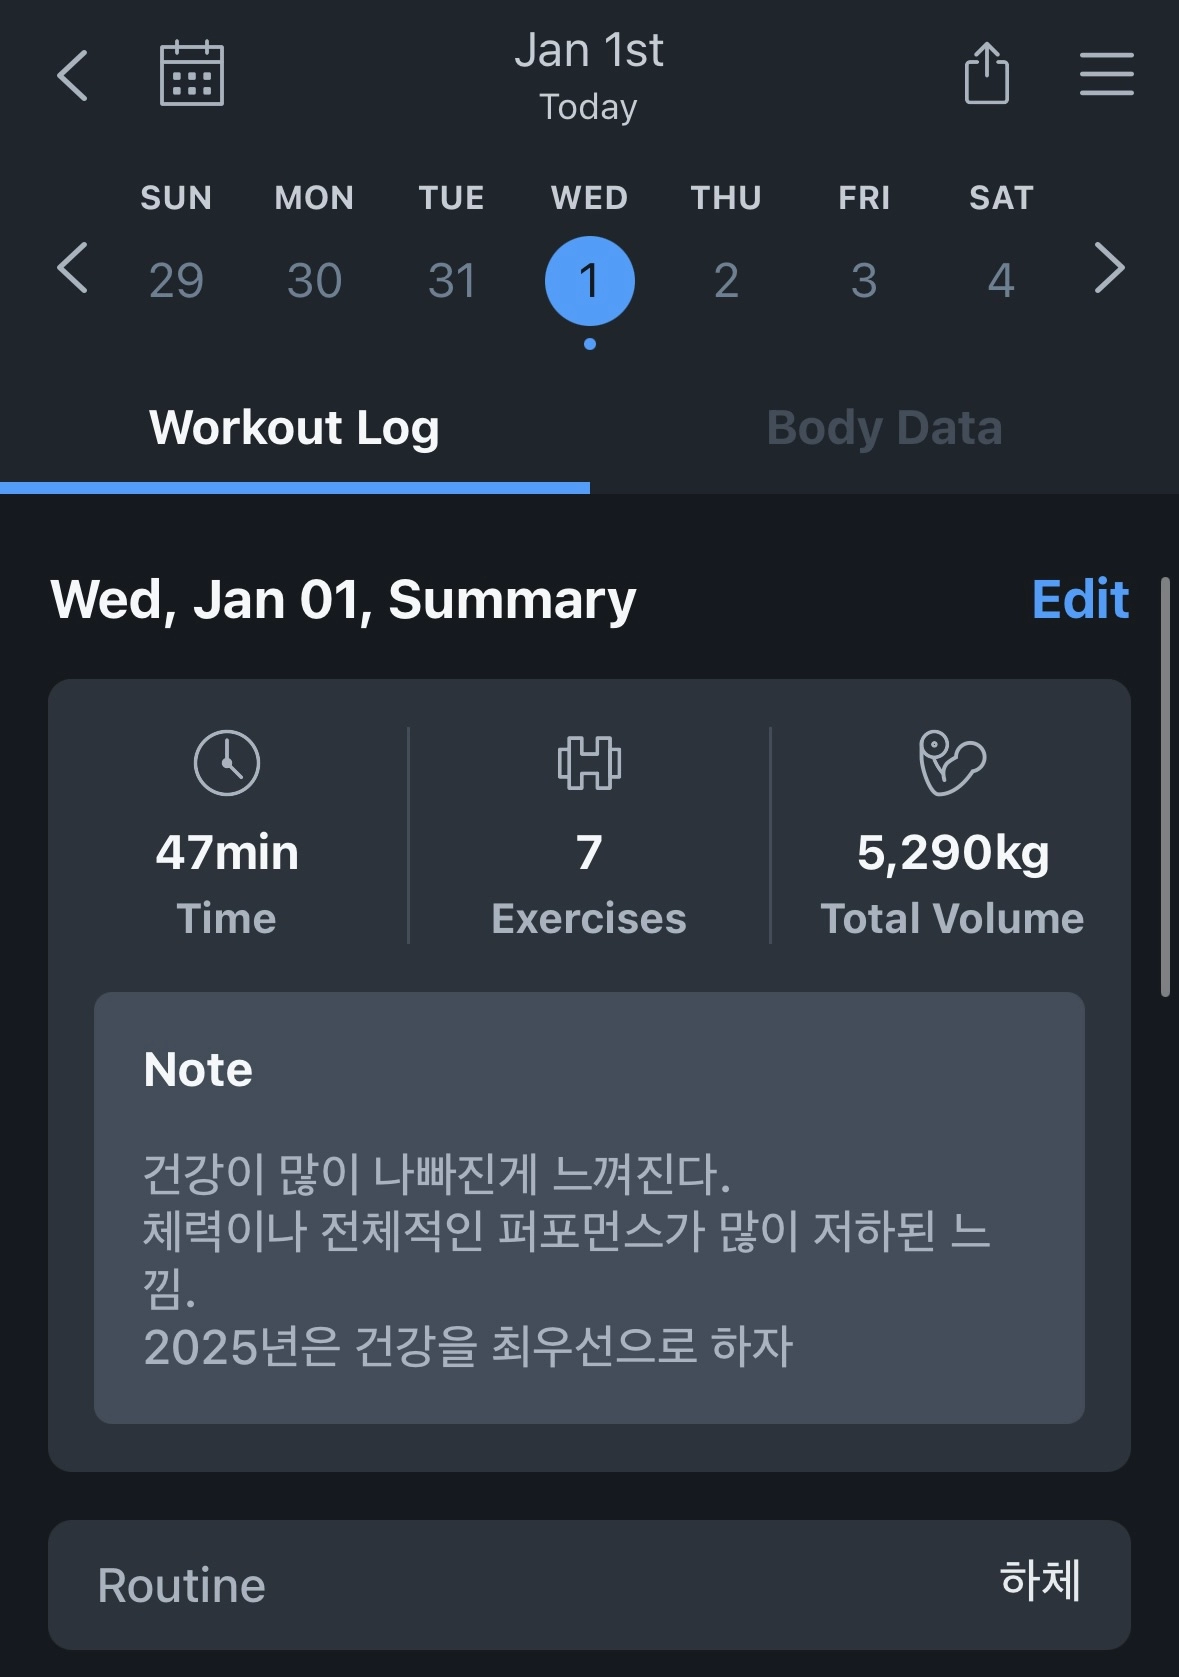 Jan 1st
Today
SUN MON TUE WED THU FRI SAT
29 30 31 1 2 3 4
Workout Log Body Data
Wed, Jan 01, Summary Edit
47min 7 5,290kg
Time Exercises Total Volume
Note
건강이 많이 나빠진게 느껴진다.
체력이나 전체적인 퍼포먼스가 많이 저하된 느
낌.
2025년은 건강을 최우선으로 하자
Routine 하체